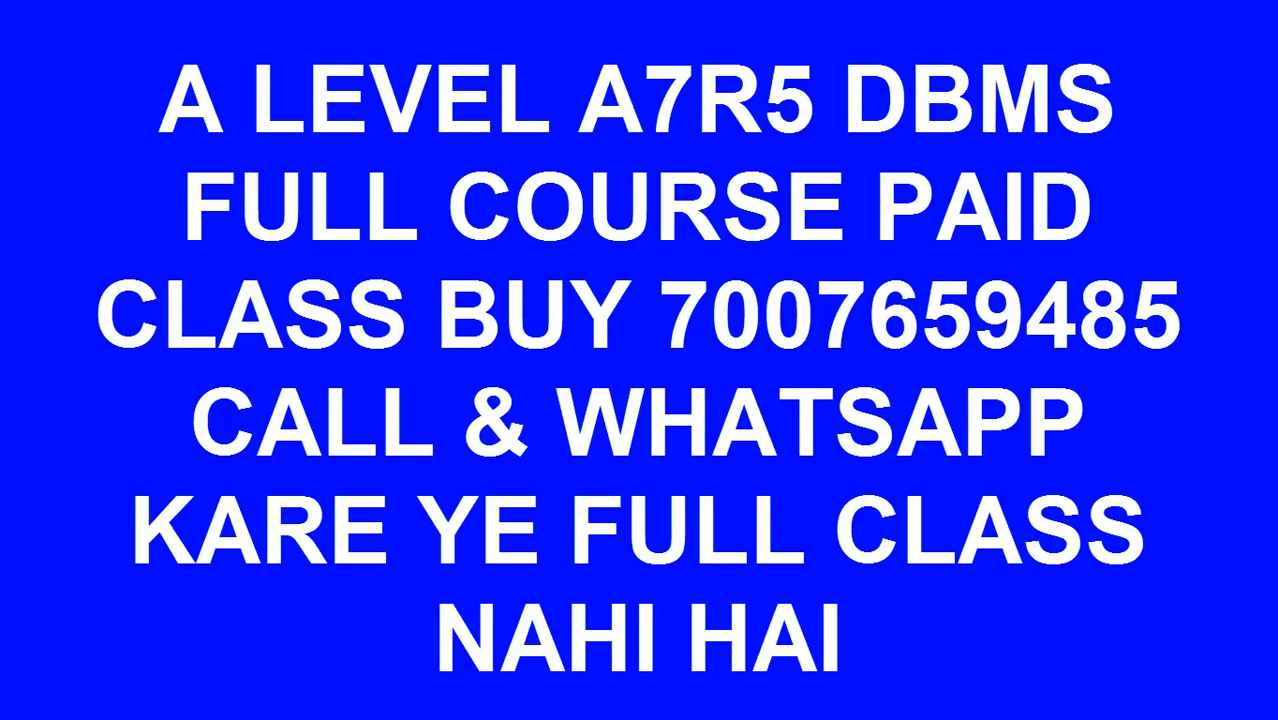 A LEVEL A7R5 DBMS
FULL COURSE PAID
CLASS BUY 7007659485
CALL & WHATSAPP
KARE YE FULL CLASS
NAHI HAI